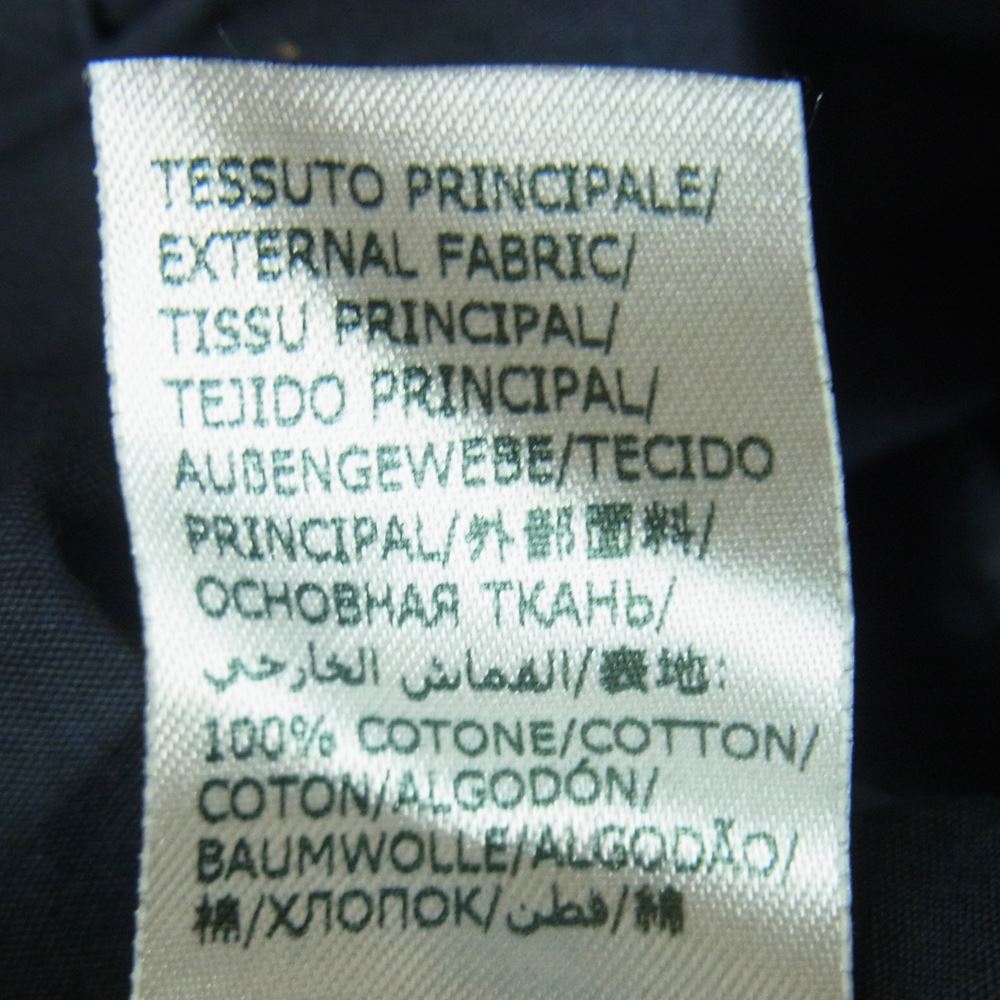 TESSUTO PRINCIPALE/
EXTERNAL FABRIC/
TISSU PRINCIPAL/
TEJIDO PRINCIPAL/
AUßENGEWEBE/TECIDO
PRINCIPAL/外部面料/
ОСНОВНАЯ ТКАНЬ/
القماش الخارجي/表地:
100% COTONE/COTTON/
COTON/ALGODÓN/
BAUMWOLLE/ALGODÃO/
棉/ХЛОПОК/قطن/綿